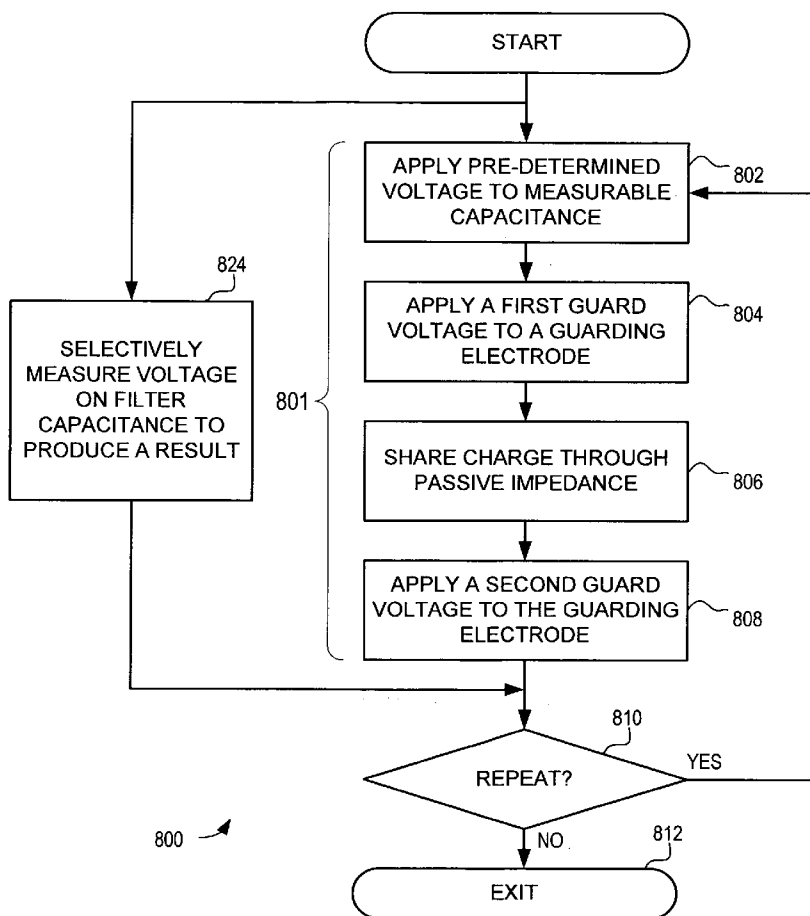 START
APPLY PRE-DETERMINED
VOLTAGE TO MEASURABLE
CAPACITANCE
802
824
SELECTIVELY
MEASURE VOLTAGE
ON FILTER
CAPACITANCE TO
PRODUCE A RESULT
801
APPLY A FIRST GUARD
VOLTAGE TO A GUARDING
ELECTRODE
804
SHARE CHARGE THROUGH
PASSIVE IMPEDANCE
806
APPLY A SECOND GUARD
VOLTAGE TO THE GUARDING
ELECTRODE
808
810
REPEAT?
YES
800
NO
812
EXIT